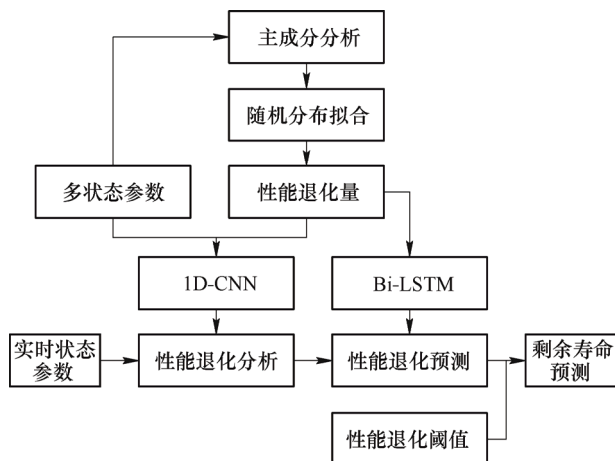 主成分分析
随机分布拟合
多状态参数
性能退化量
1D-CNN
Bi-LSTM
实时状态
参数
性能退化分析
性能退化预测
剩余寿命
预测
性能退化阈值